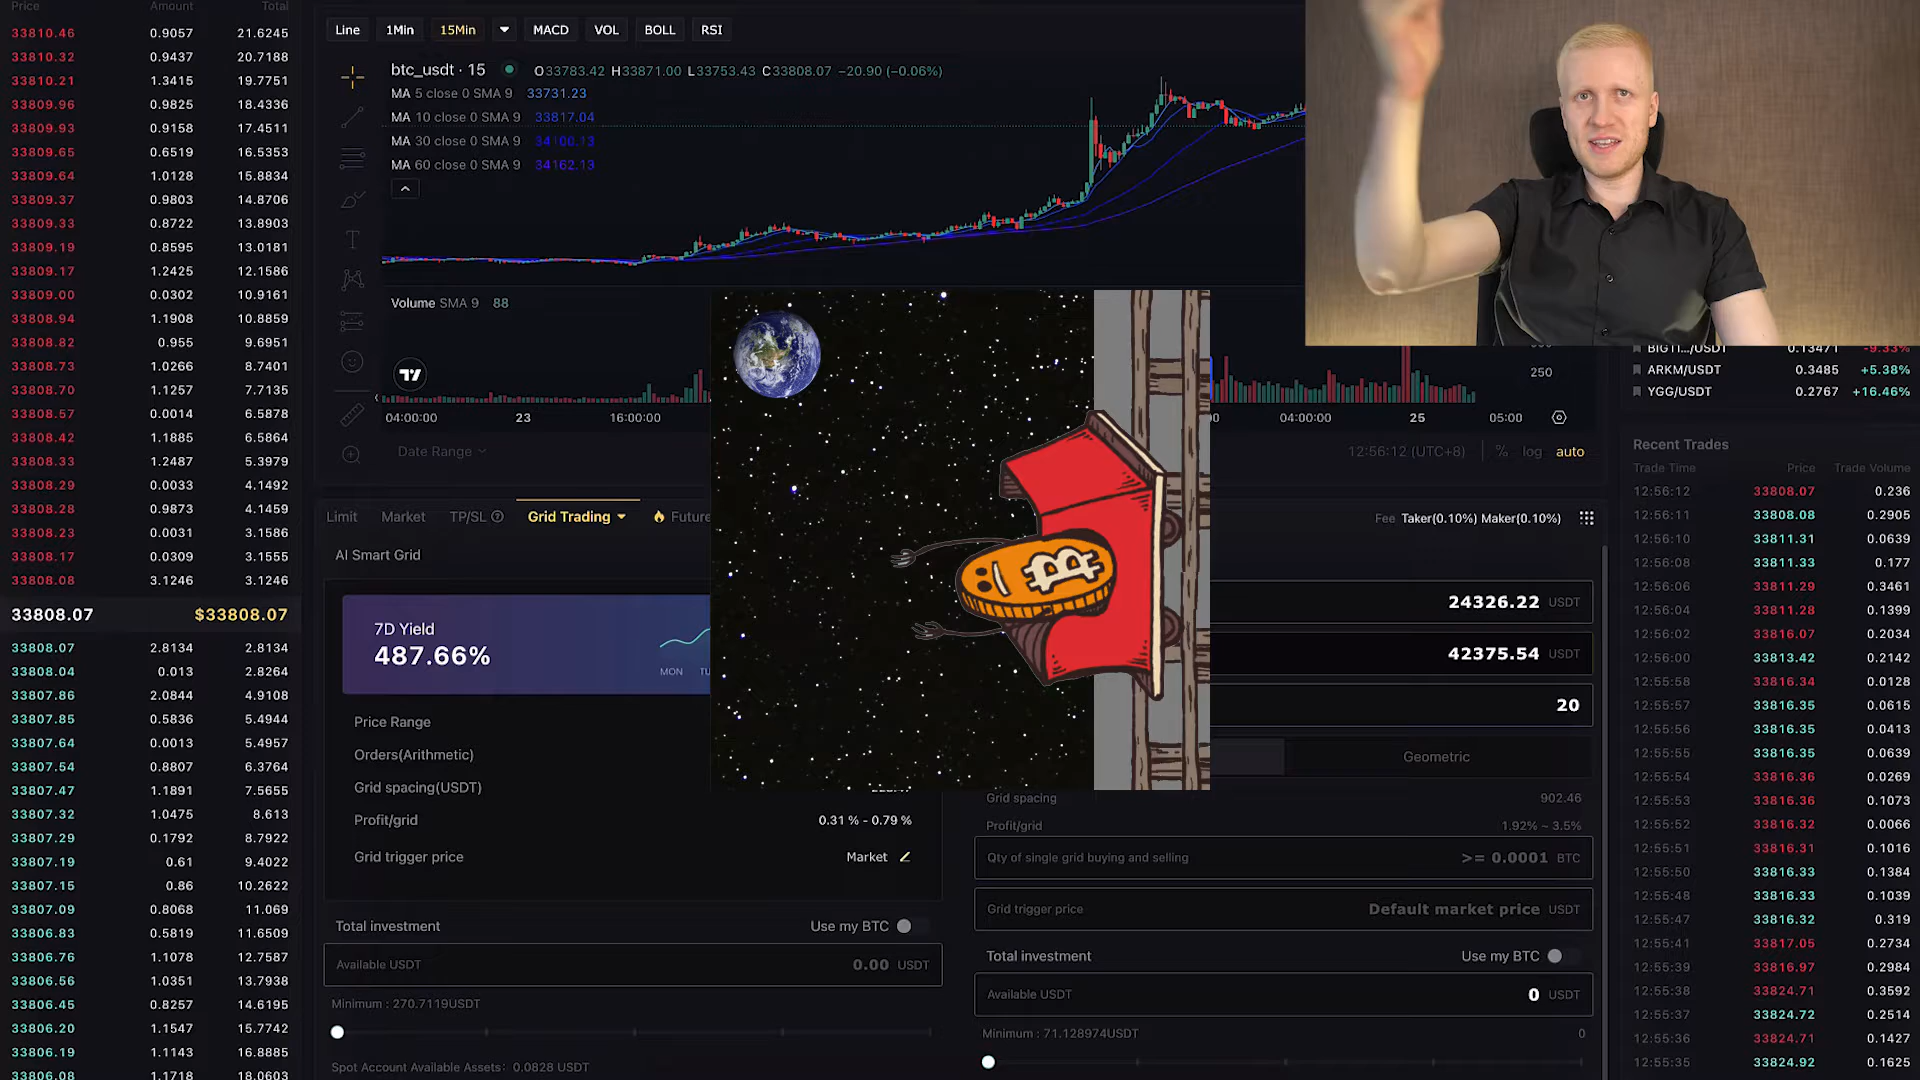 Price Amount Total
33810.46 0.9057 21.6245
33810.32 0.9437 20.7188
33810.21 1.3415 19.7751
33809.96 0.9825 18.4336
33809.93 0.9158 17.4511
33809.65 0.6519 16.5353
33809.64 1.0128 15.8834
33809.37 0.9803 14.8706
33809.33 0.8722 13.8903
33809.19 0.8595 13.0181
33809.17 1.2425 12.1586
33809.00 0.0302 10.9161
33808.94 1.1908 10.8859
33808.82 0.955 9.6951
33808.73 1.0266 8.7401
33808.70 1.1257 7.7135
33808.57 0.0014 6.5878
33808.42 1.1885 6.5864
33808.33 1.2487 5.3979
33808.29 0.0033 4.1492
33808.28 0.9873 4.1459
33808.23 0.0031 3.1586
33808.17 0.0309 3.1555
33808.08 3.1246 3.1246
33808.07 $33808.07
33808.07 2.8134 2.8134
33808.04 0.013 2.8264
33807.86 2.0844 4.9108
33807.85 0.5836 5.4944
33807.64 0.0013 5.4957
33807.54 0.8807 6.3764
33807.47 1.1891 7.5655
33807.32 1.0475 8.613
33807.29 0.1792 8.7922
33807.19 0.61 9.4022
33807.15 0.86 10.2622
33807.09 0.8068 11.069
33806.83 0.5819 11.6509
33806.76 1.1078 12.7587
33806.56 1.0351 13.7938
33806.45 0.8257 14.6195
33806.20 1.1547 15.7742
33806.19 1.1143 16.8885
33806.08 1.1718 18.0603
Line 1Min 15Min MACD VOL BOLL RSI
btc_usdt · 15 O33783.42 H33871.00 L33753.43 C33808.07 −20.90 (−0.06%)
MA 5 close 0 SMA 9 33731.23
MA 10 close 0 SMA 9 33817.04
MA 30 close 0 SMA 9 34100.13
MA 60 close 0 SMA 9 34162.13
Volume SMA 9 88
250
04:00:00 23 16:00:00 04:00:00 25 05:00
Date Range 12:56:12 (UTC+8) % log auto
Limit Market TP/SL Grid Trading Future
Fee Taker(0.10%) Maker(0.10%)
AI Smart Grid
7D Yield
487.66%
MON TU
Price Range
Orders(Arithmetic)
Grid spacing(USDT)
Profit/grid 0.31 % - 0.79 %
Grid trigger price Market
Total investment Use my BTC
Available USDT 0.00 USDT
Minimum : 270.7119USDT
Spot Account Available Assets: 0.0828 USDT
24326.22 USDT
42375.54 USDT
20
Geometric
Grid spacing 902.46
Profit/grid 1.92% ~ 3.5%
Qty of single grid buying and selling >= 0.0001 BTC
Grid trigger price Default market price USDT
Total investment Use my BTC
Available USDT 0 USDT
Minimum : 71.128974USDT 0
BIGTI.../USDT 0.13471 -9.33%
ARKM/USDT 0.3485 +5.38%
YGG/USDT 0.2767 +16.46%
Recent Trades
Trade Time Price Trade Volume
12:56:12 33808.07 0.236
12:56:11 33808.08 0.2905
12:56:10 33811.31 0.0639
12:56:08 33811.33 0.177
12:56:06 33811.29 0.3461
12:56:04 33811.28 0.1399
12:56:02 33816.07 0.2034
12:56:00 33813.42 0.2142
12:55:58 33816.34 0.0128
12:55:57 33816.35 0.0615
12:55:56 33816.35 0.0413
12:55:55 33816.35 0.0639
12:55:54 33816.36 0.0269
12:55:53 33816.36 0.1073
12:55:52 33816.32 0.0066
12:55:51 33816.31 0.1016
12:55:50 33816.33 0.1384
12:55:48 33816.33 0.1039
12:55:47 33816.32 0.319
12:55:41 33817.05 0.2734
12:55:39 33816.97 0.2984
12:55:38 33824.71 0.3592
12:55:37 33824.72 0.2514
12:55:36 33824.71 0.1427
12:55:35 33824.92 0.1625